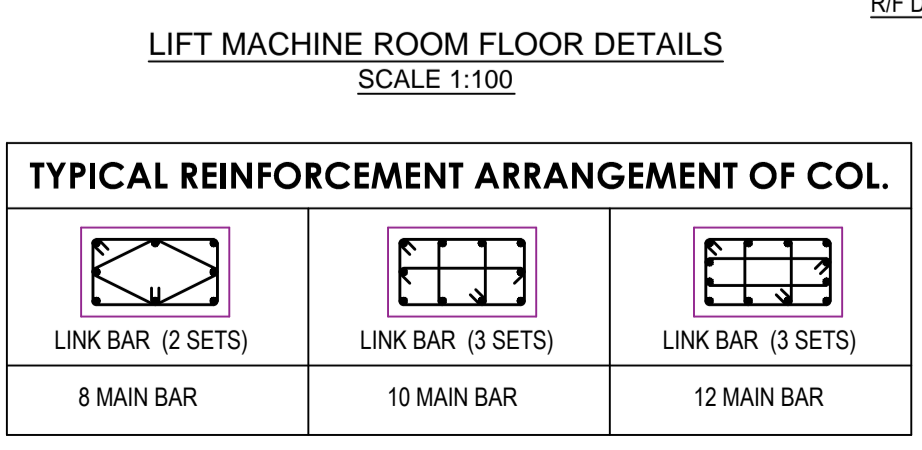 R/F D
LIFT MACHINE ROOM FLOOR DETAILS
SCALE 1:100
TYPICAL REINFORCEMENT ARRANGEMENT OF COL.
LINK BAR (2 SETS)
LINK BAR (3 SETS)
LINK BAR (3 SETS)
8 MAIN BAR
10 MAIN BAR
12 MAIN BAR